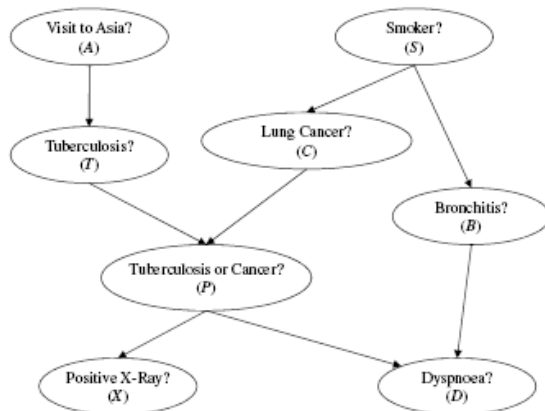 Visit to Asia?
(A)
Smoker?
(S)
Tuberculosis?
(T)
Lung Cancer?
(C)
Bronchitis?
(B)
Tuberculosis or Cancer?
(P)
Positive X-Ray?
(X)
Dyspnoea?
(D)